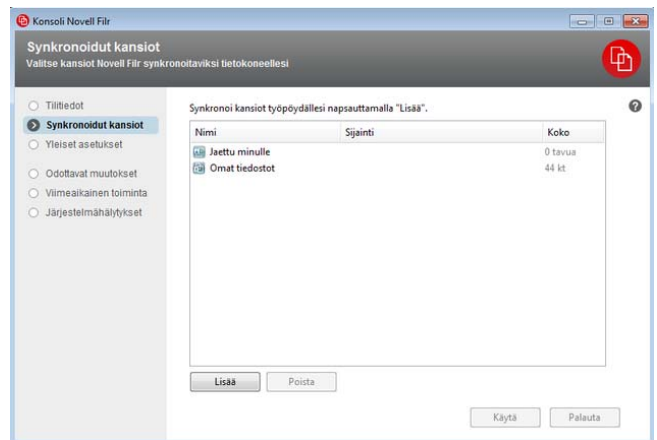 Konsoli Novell Filr
Synkronoidut kansiot
Valitse kansiot Novell Filr synkronoitaviksi tietokoneellesi
Tilitiedot
Synkronoidut kansiot
Yleiset asetukset
Odottavat muutokset
Viimeaikainen toiminta
Järjestelmähälytykset
Synkronoi kansiot työpöydällesi napsauttamalla "Lisää".
Nimi Sijainti Koko
Jaettu minulle 0 tavua
Omat tiedostot 44 kt
Lisää Poista
Käytä Palauta